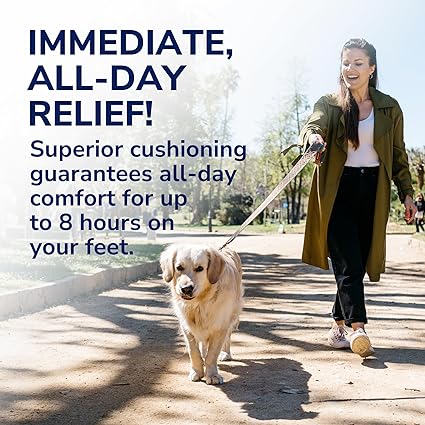 IMMEDIATE,
ALL-DAY
RELIEF!
Superior cushioning
guarantees all-day
comfort for up
to 8 hours on
your feet.